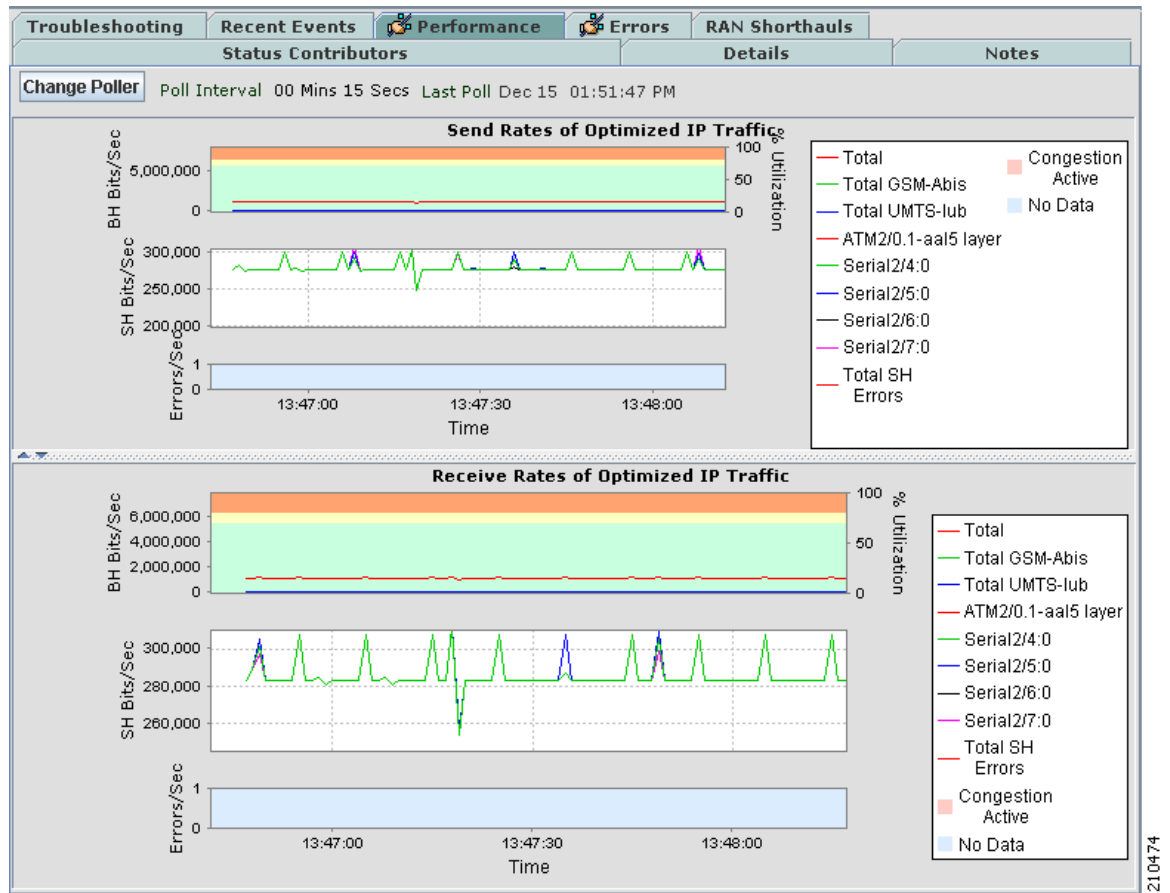 Troubleshooting Recent Events Performance Errors RAN Shorthauls
Status Contributors Details Notes
Change Poller Poll Interval 00 Mins 15 Secs Last Poll Dec 15 01:51:47 PM
Send Rates of Optimized IP Traffic
BH Bits/Sec
5,000,000
0
100
50
0
% Utilization
SH Bits/Sec
300,000
250,000
200,000
Errors/Sec
1
0
13:47:00 13:47:30 13:48:00
Time
Total
Total GSM-Abis
Total UMTS-Iub
ATM2/0.1-aal5 layer
Serial2/4:0
Serial2/5:0
Serial2/6:0
Serial2/7:0
Total SH
Errors
Congestion
Active
No Data
Receive Rates of Optimized IP Traffic
BH Bits/Sec
6,000,000
4,000,000
2,000,000
0
100
50
0
% Utilization
SH Bits/Sec
300,000
280,000
260,000
Errors/Sec
1
0
13:47:00 13:47:30 13:48:00
Time
Total
Total GSM-Abis
Total UMTS-Iub
ATM2/0.1-aal5 layer
Serial2/4:0
Serial2/5:0
Serial2/6:0
Serial2/7:0
Total SH
Errors
Congestion
Active
No Data
210474